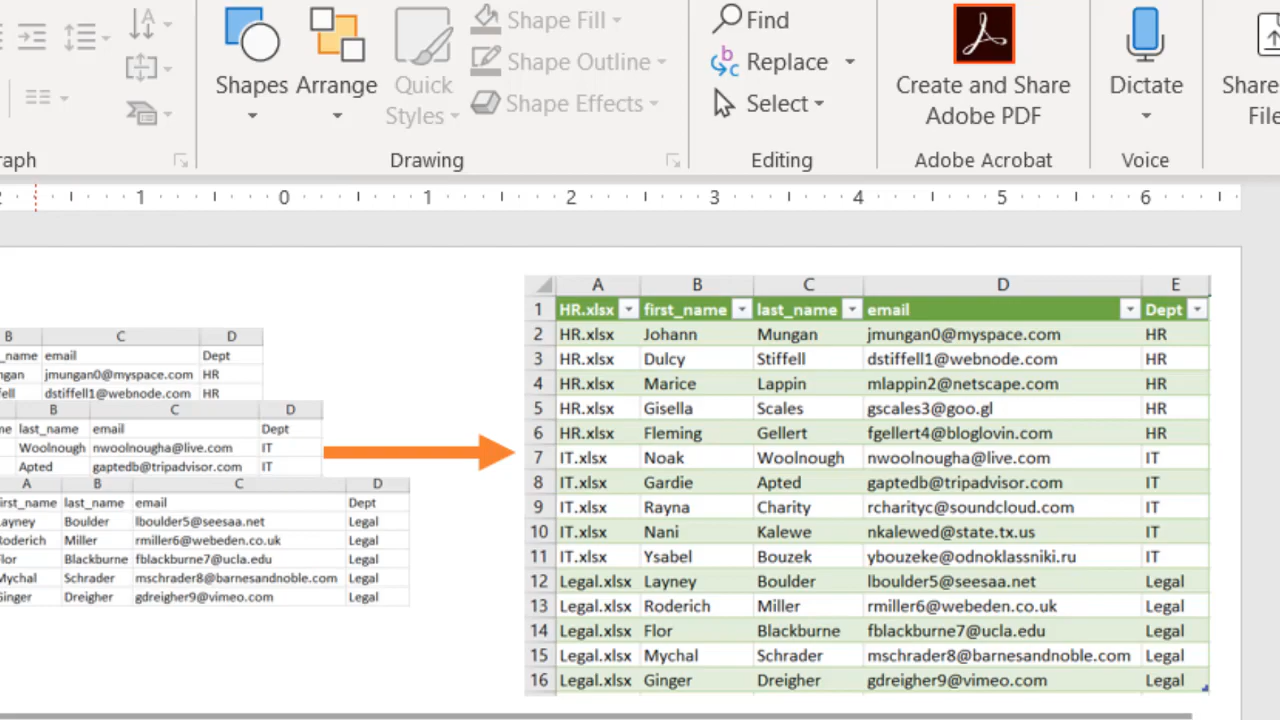 Shape Fill
Find
Shape Outline
Replace
Shapes Arrange Quick Styles
Shape Effects
Select
Create and Share Adobe PDF
Dictate
Share
File
raph
Drawing
Editing
Adobe Acrobat
Voice
1 0 1 2 3 4 5 6
B C D
_name email Dept
ngan jmungan0@myspace.com HR
fell dstiffell1@webnode.com HR
B C D
me last_name email Dept
Woolnough nwoolnougha@live.com IT
Apted gaptedb@tripadvisor.com IT
A B C D
first_name last_name email Dept
Layney Boulder lboulder5@seesaa.net Legal
Roderich Miller rmiller6@webeden.co.uk Legal
Flor Blackburne fblackburne7@ucla.edu Legal
Mychal Schrader mschrader8@barnesandnoble.com Legal
Ginger Dreigher gdreigher9@vimeo.com Legal
A B C D E
1 HR.xlsx first_name last_name email Dept
2 HR.xlsx Johann Mungan jmungan0@myspace.com HR
3 HR.xlsx Dulcy Stiffell dstiffell1@webnode.com HR
4 HR.xlsx Marice Lappin mlappin2@netscape.com HR
5 HR.xlsx Gisella Scales gscales3@goo.gl HR
6 HR.xlsx Fleming Gellert fgellert4@bloglovin.com HR
7 IT.xlsx Noak Woolnough nwoolnougha@live.com IT
8 IT.xlsx Gardie Apted gaptedb@tripadvisor.com IT
9 IT.xlsx Rayna Charity rcharityc@soundcloud.com IT
10 IT.xlsx Nani Kalewe nkalewed@state.tx.us IT
11 IT.xlsx Ysabel Bouzek ybouzeke@odnoklassniki.ru IT
12 Legal.xlsx Layney Boulder lboulder5@seesaa.net Legal
13 Legal.xlsx Roderich Miller rmiller6@webeden.co.uk Legal
14 Legal.xlsx Flor Blackburne fblackburne7@ucla.edu Legal
15 Legal.xlsx Mychal Schrader mschrader8@barnesandnoble.com Legal
16 Legal.xlsx Ginger Dreigher gdreigher9@vimeo.com Legal